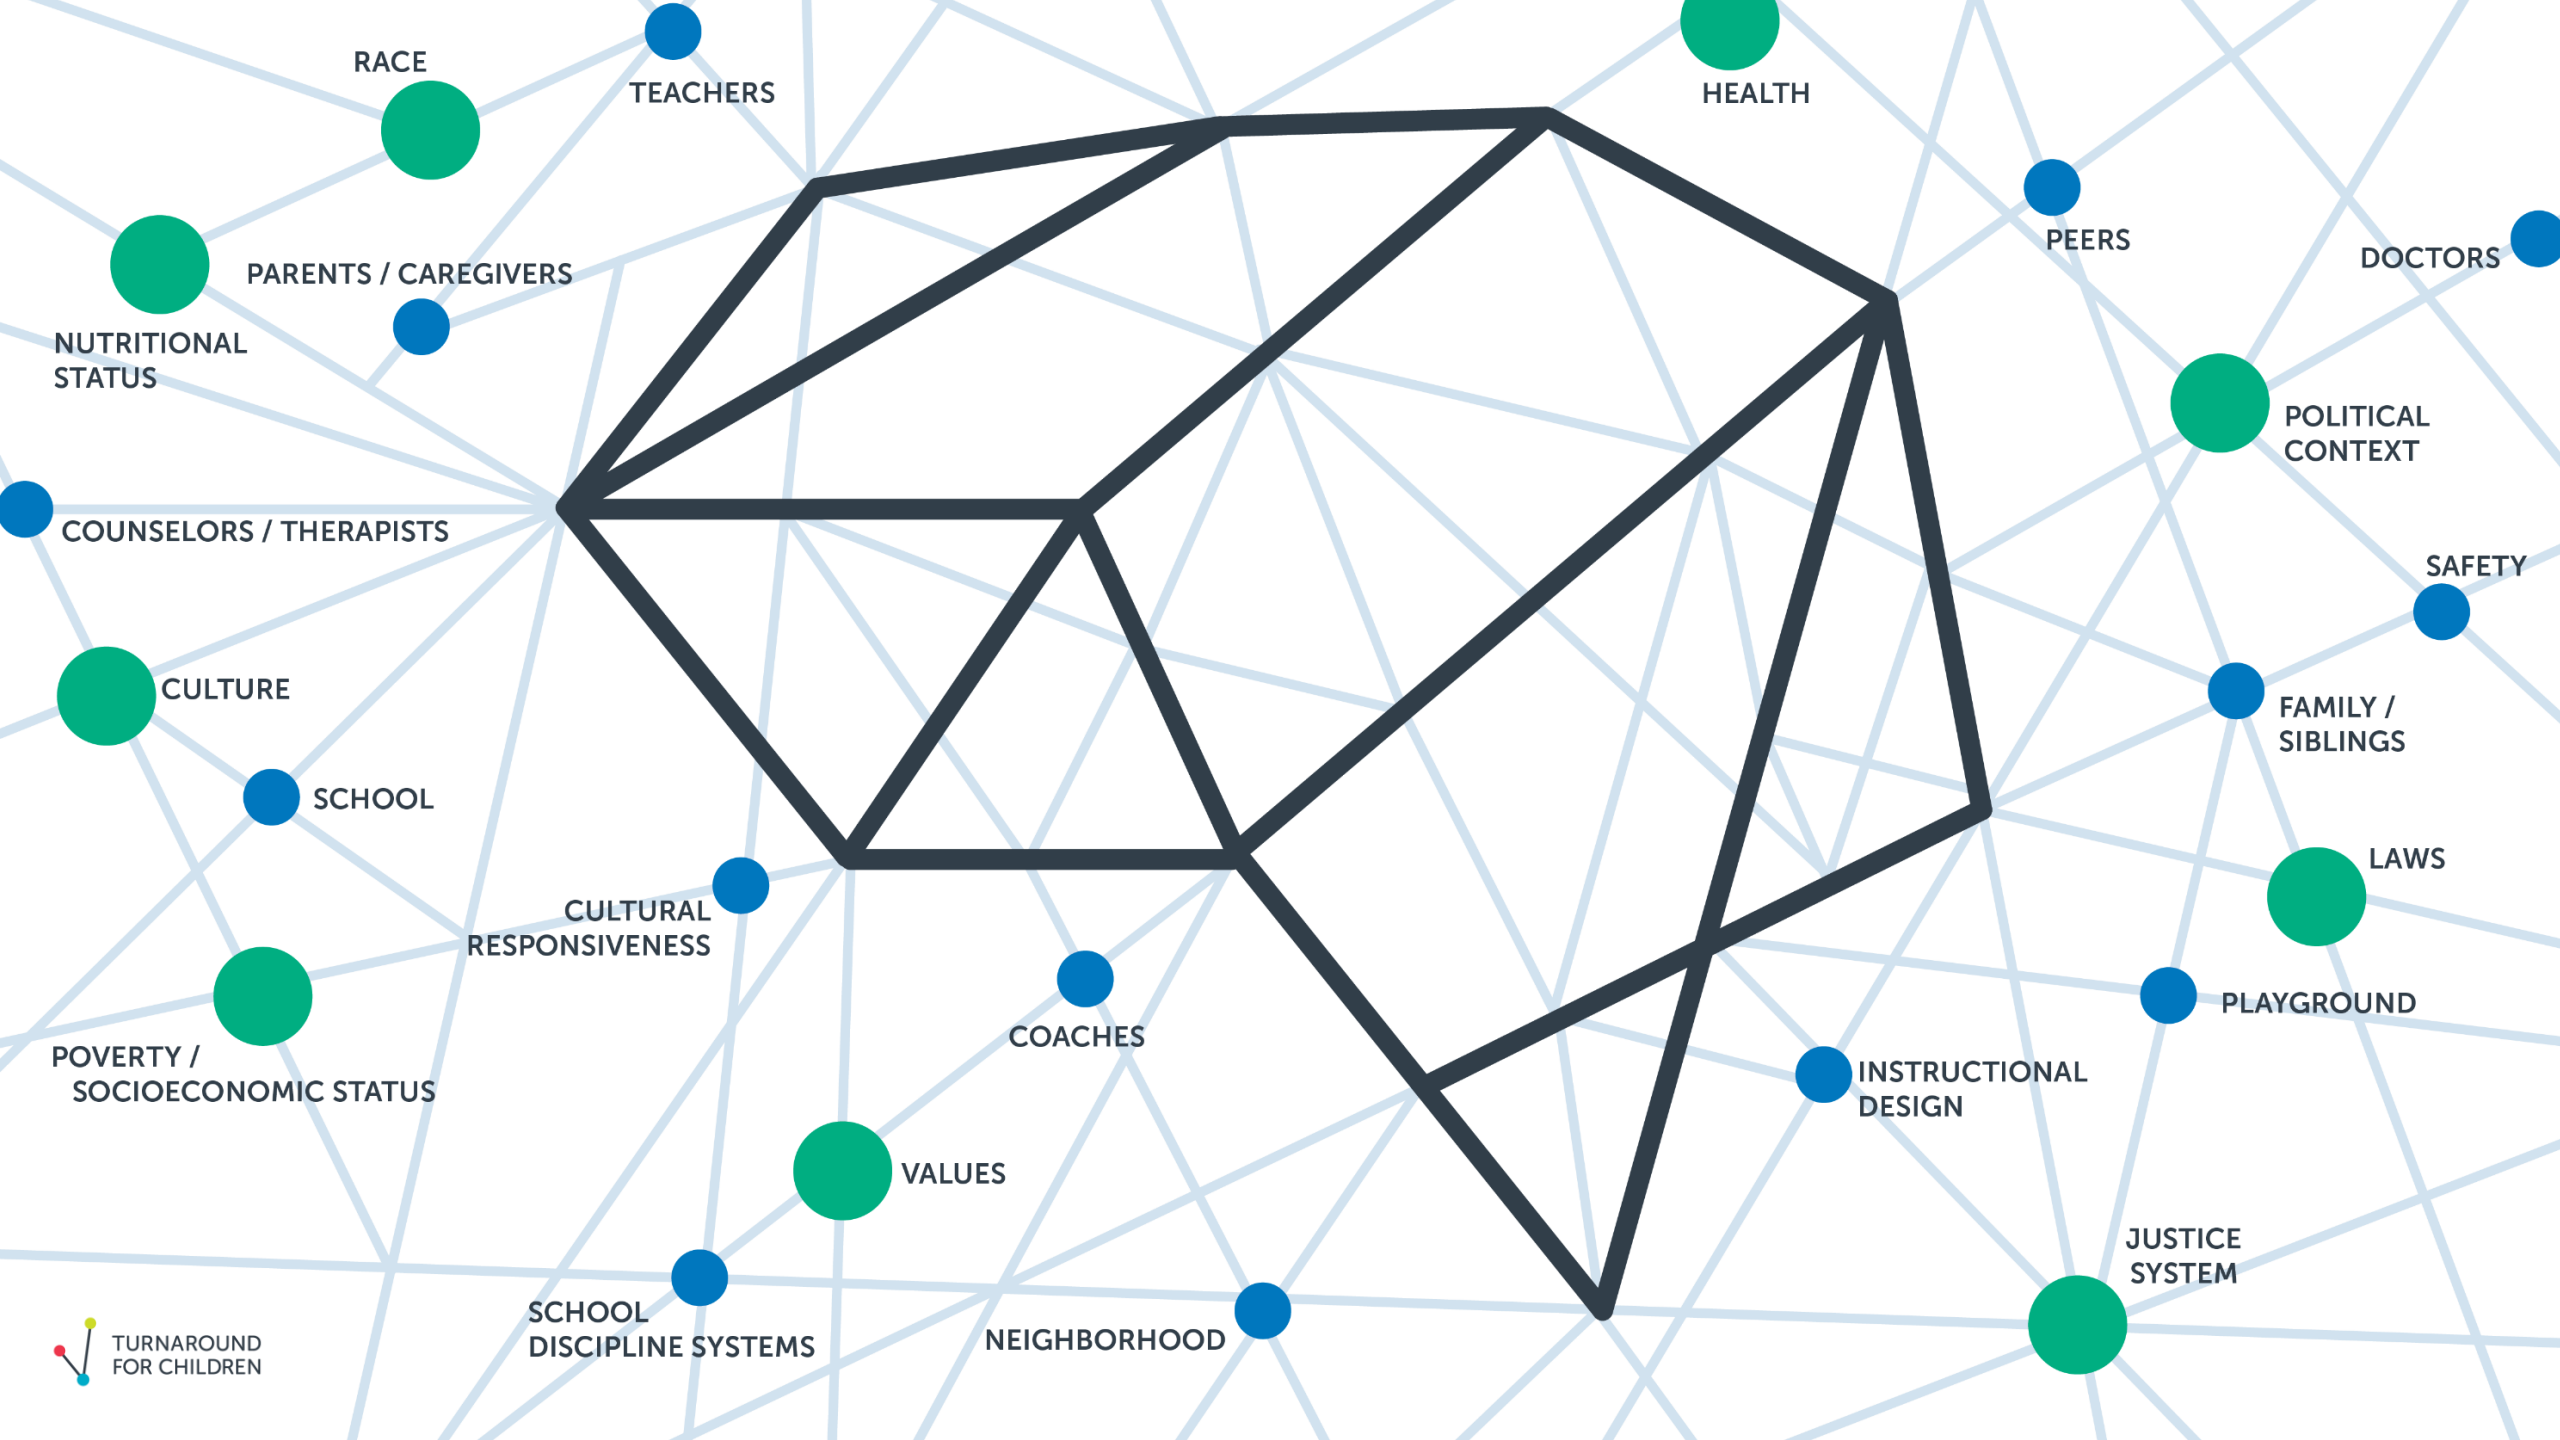 RACE
TEACHERS
HEALTH
PEERS
DOCTORS
PARENTS / CAREGIVERS
NUTRITIONAL
STATUS
POLITICAL
CONTEXT
COUNSELORS / THERAPISTS
SAFETY
CULTURE
FAMILY /
SIBLINGS
SCHOOL
LAWS
CULTURAL
RESPONSIVENESS
COACHES
PLAYGROUND
POVERTY /
SOCIOECONOMIC STATUS
INSTRUCTIONAL
DESIGN
VALUES
JUSTICE
SYSTEM
SCHOOL
DISCIPLINE SYSTEMS
NEIGHBORHOOD
TURNAROUND
FOR CHILDREN